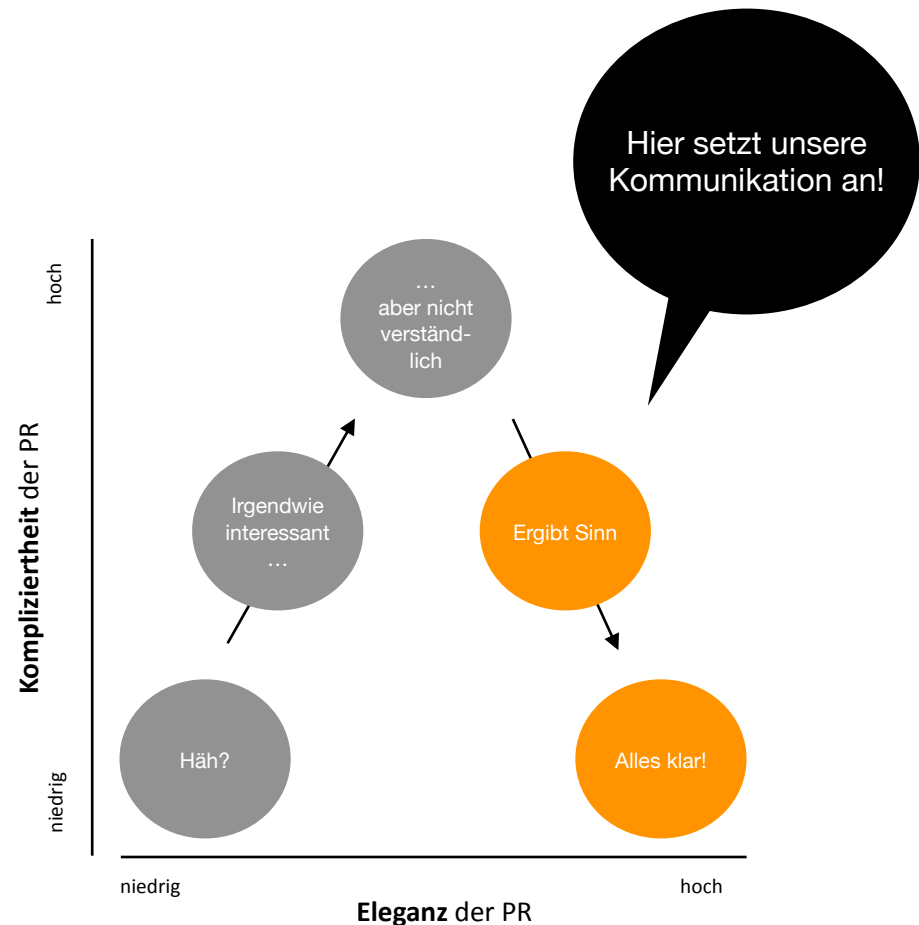 Hier setzt unsere
Kommunikation an!
hoch
…
aber nicht
verständ-
lich
Kompliziertheit der PR
Irgendwie
interessant
…
Ergibt Sinn
Häh?
Alles klar!
niedrig
niedrig
hoch
Eleganz der PR